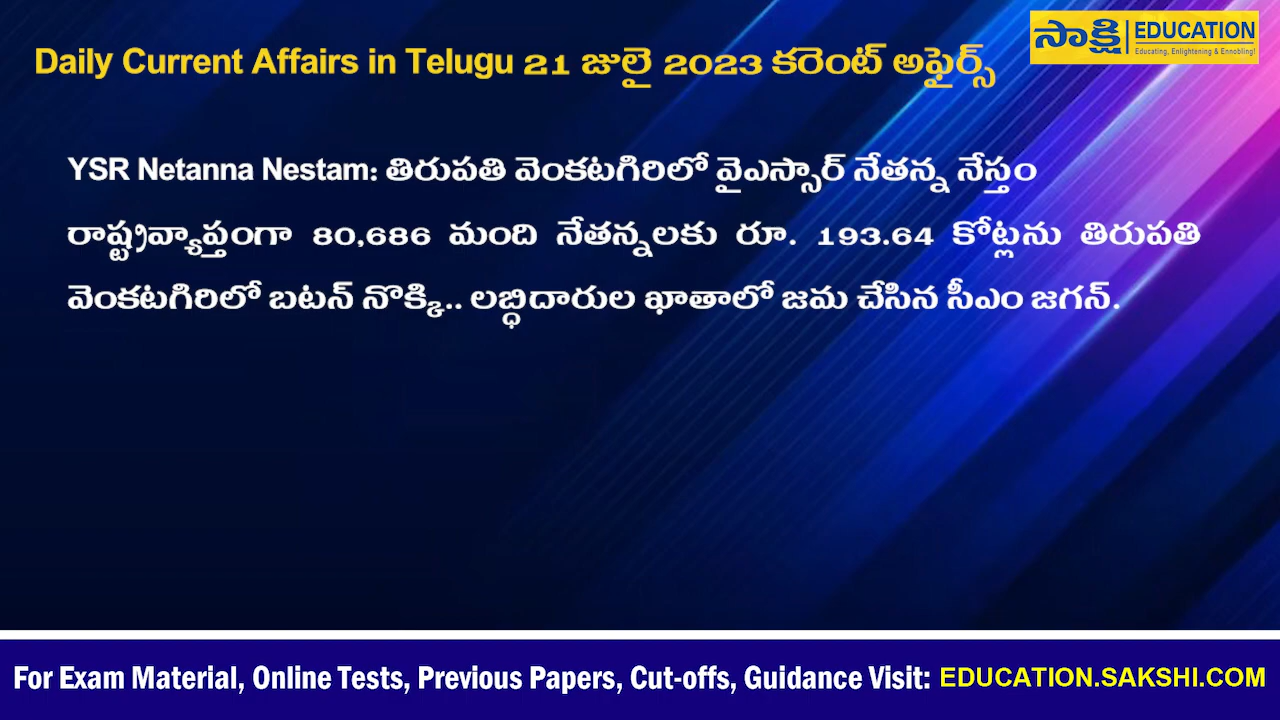 Daily Current Affairs in Telugu 21 జులై 2023 కరెంట్ అఫైర్స్
సాక్షి EDUCATION
Educating, Enlightening & Ennobling!
YSR Netanna Nestam: తిరుపతి వెంకటగిరిలో వైఎస్సార్ నేతన్న నేస్తం
రాష్ట్రవ్యాప్తంగా 80,686 మంది నేతన్నలకు రూ. 193.64 కోట్లను తిరుపతి
వెంకటగిరిలో బటన్ నొక్కి.. లబ్ధిదారుల ఖాతాలో జమ చేసిన సీఎం జగన్.
For Exam Material, Online Tests, Previous Papers, Cut-offs, Guidance Visit: EDUCATION.SAKSHI.COM